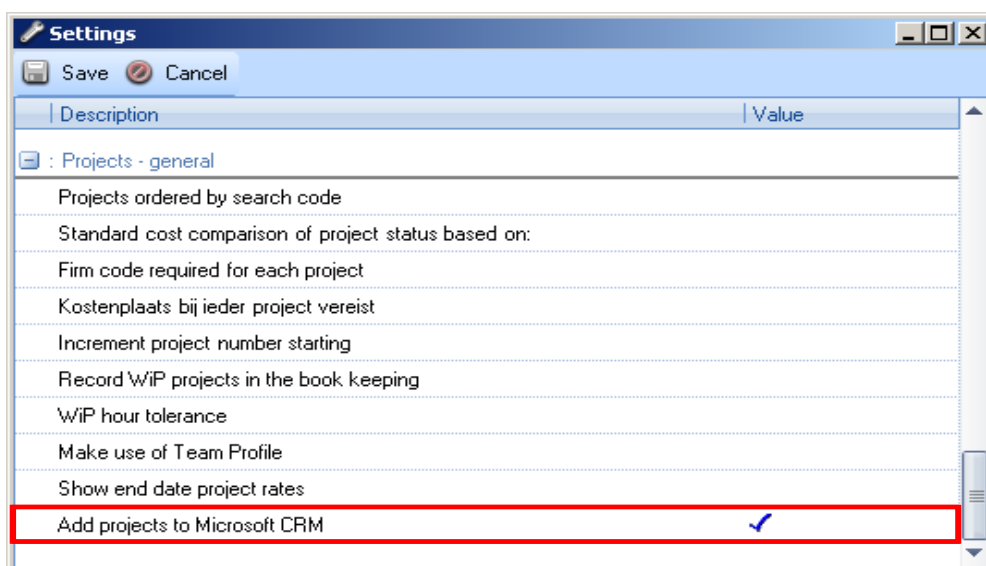 Settings
Save Cancel
Description Value
: Projects - general
Projects ordered by search code
Standard cost comparison of project status based on:
Firm code required for each project
Kostenplaats bij ieder project vereist
Increment project number starting
Record WiP projects in the book keeping
WiP hour tolerance
Make use of Team Profile
Show end date project rates
Add projects to Microsoft CRM